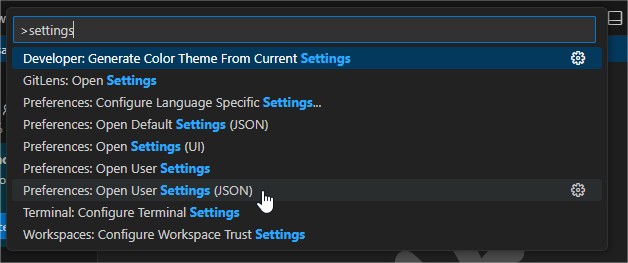 >settings
Developer: Generate Color Theme From Current Settings
GitLens: Open Settings
Preferences: Configure Language Specific Settings...
Preferences: Open Default Settings (JSON)
Preferences: Open Settings (UI)
Preferences: Open User Settings
Preferences: Open User Settings (JSON)
Terminal: Configure Terminal Settings
Workspaces: Configure Workspace Trust Settings